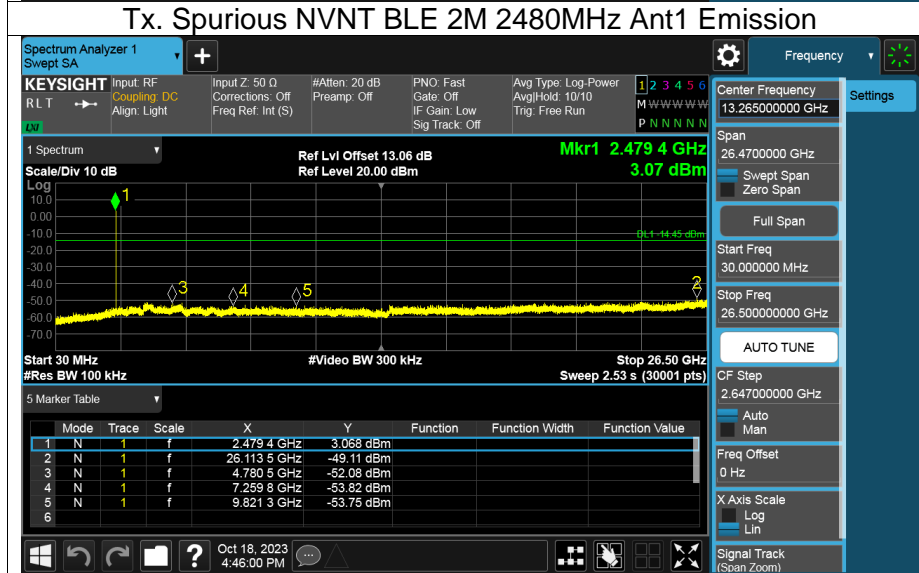 Tx. Spurious NVNT BLE 2M 2480MHz Ant1 Emission
Spectrum Analyzer 1
Swept SA
+
Frequency
KEYSIGHT
RLT
LXI
Input: RF
Coupling: DC
Align: Light
Input Z: 50 Ω
Corrections: Off
Freq Ref: Int (S)
#Atten: 20 dB
Preamp: Off
PNO: Fast
Gate: Off
IF Gain: Low
Sig Track: Off
Avg Type: Log-Power
Avg|Hold: 10/10
Trig: Free Run
1 2 3 4 5 6
M W W W W W
P N N N N N
Center Frequency
13.265000000 GHz
Settings
1 Spectrum
Scale/Div 10 dB
Ref Lvl Offset 13.06 dB
Ref Level 20.00 dBm
Mkr1 2.479 4 GHz
3.07 dBm
Span
26.4700000 GHz
Swept Span
Zero Span
Full Span
Start Freq
30.000000 MHz
Stop Freq
26.500000000 GHz
AUTO TUNE
CF Step
2.647000000 GHz
Auto
Man
Freq Offset
0 Hz
X Axis Scale
Log
Lin
Signal Track
(Span Zoom)
Log
10.0
0.00
-10.0
-20.0
-30.0
-40.0
-50.0
-60.0
-70.0
1
DL1 -14.45 dBm
3
4
5
2
Start 30 MHz
#Video BW 300 kHz
Stop 26.50 GHz
#Res BW 100 kHz
Sweep 2.53 s (30001 pts)
5 Marker Table
Mode Trace Scale X Y Function Function Width Function Value
1 N 1 f 2.479 4 GHz 3.068 dBm
2 N 1 f 26.113 5 GHz -49.11 dBm
3 N 1 f 4.780 5 GHz -52.08 dBm
4 N 1 f 7.259 8 GHz -53.82 dBm
5 N 1 f 9.821 3 GHz -53.75 dBm
6
?
Oct 18, 2023
4:46:00 PM